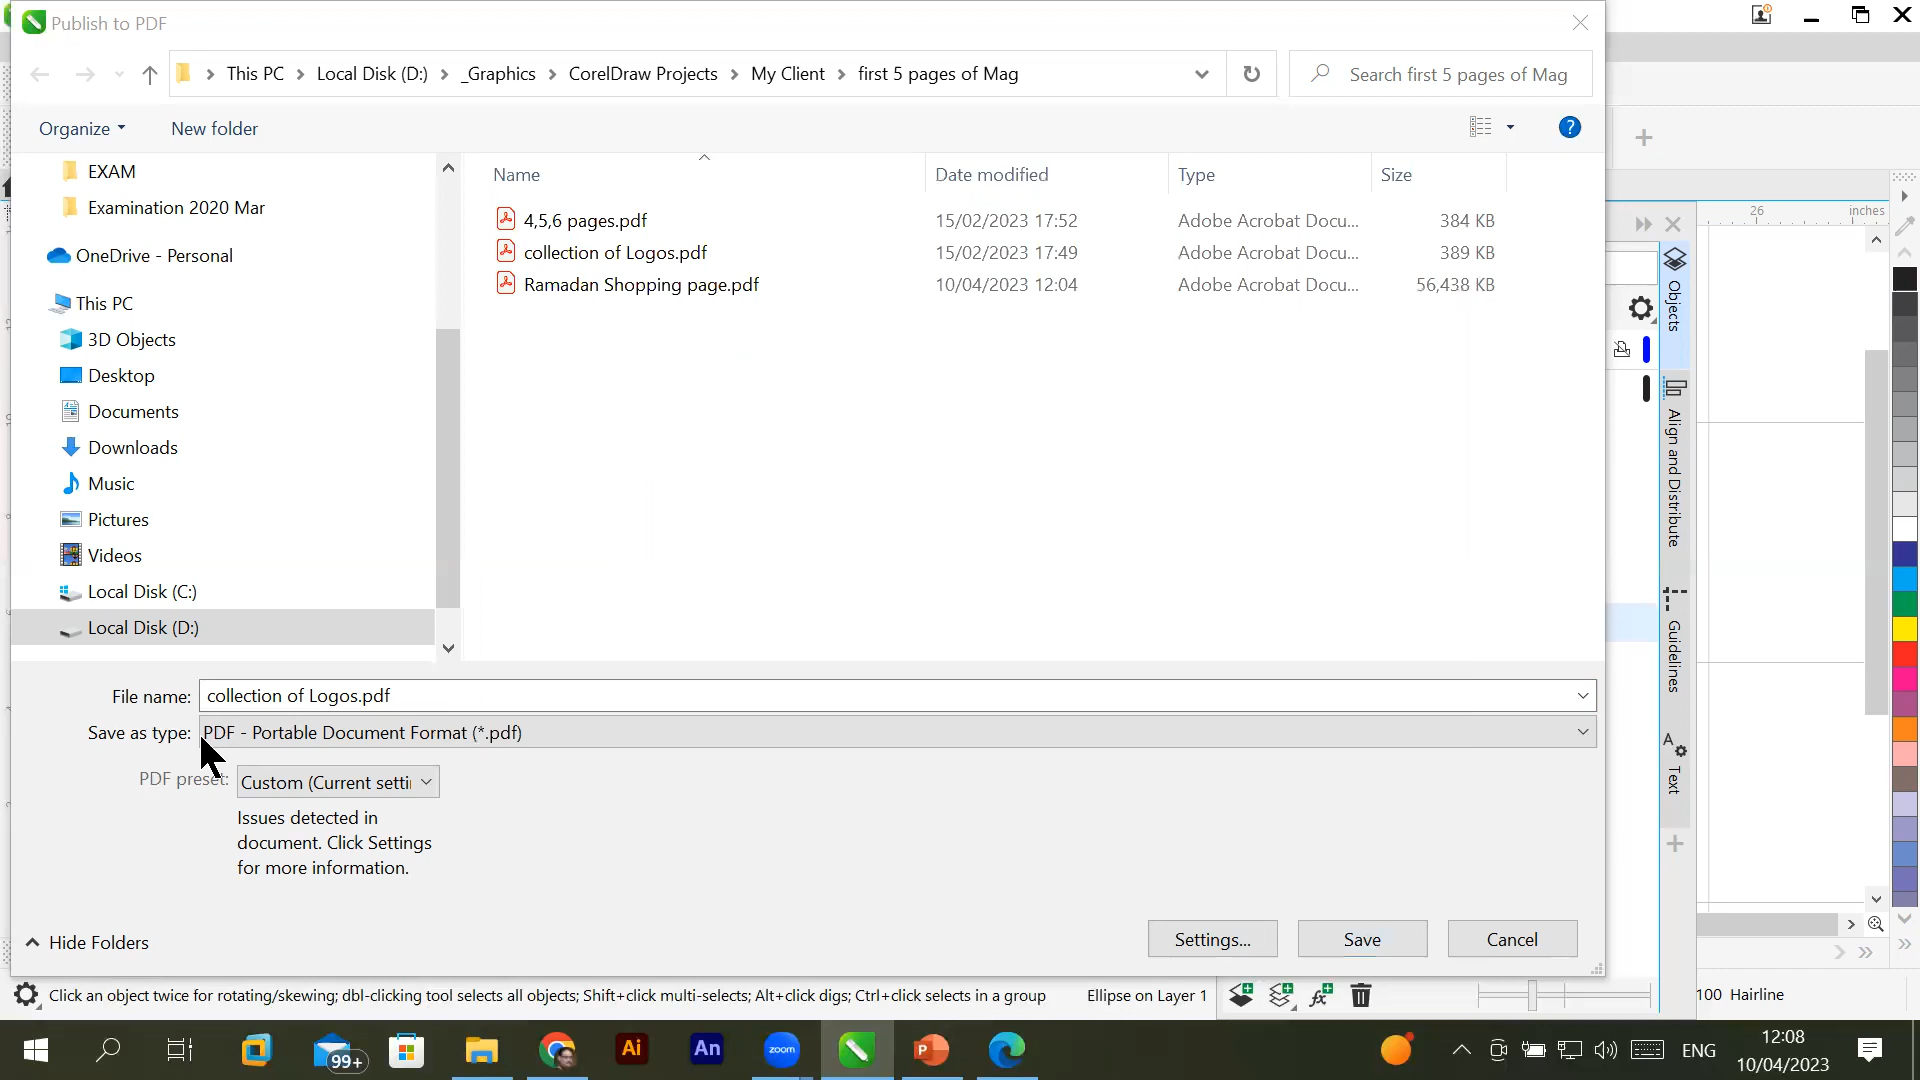 Publish to PDF
This PC > Local Disk (D:) > _Graphics > CorelDraw Projects > My Client > first 5 pages of Mag
Search first 5 pages of Mag
Organize
New folder
?
EXAM
Examination 2020 Mar
OneDrive - Personal
This PC
3D Objects
Desktop
Documents
Downloads
Music
Pictures
Videos
Local Disk (C:)
Local Disk (D:)
Name Date modified Type Size
4,5,6 pages.pdf 15/02/2023 17:52 Adobe Acrobat Docu... 384 KB
collection of Logos.pdf 15/02/2023 17:49 Adobe Acrobat Docu... 389 KB
Ramadan Shopping page.pdf 10/04/2023 12:04 Adobe Acrobat Docu... 56,438 KB
File name: collection of Logos.pdf
Save as type: PDF - Portable Document Format (*.pdf)
PDF preset: Custom (Current setti
Issues detected in
document. Click Settings
for more information.
Hide Folders
Settings...
Save
Cancel
26
inches
Objects
Align and Distribute
Guidelines
Text
Click an object twice for rotating/skewing; dbl-clicking tool selects all objects; Shift+click multi-selects; Alt+click digs; Ctrl+click selects in a group
Ellipse on Layer 1
100 Hairline
99+
Ai
An
zoom
P
ENG
12:08
10/04/2023